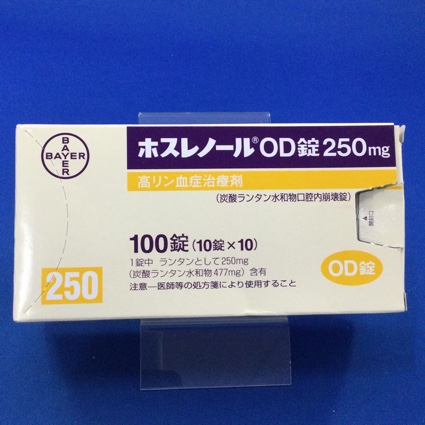 BAYER
BAYER
ホスレノール®OD錠250mg
高リン血症治療剤
(炭酸ランタン水和物口腔内崩壊錠)
100錠(10錠×10)
1錠中 ランタンとして250mg
(炭酸ランタン水和物477mg)含有
注意―医師等の処方箋により使用すること
250
OD錠